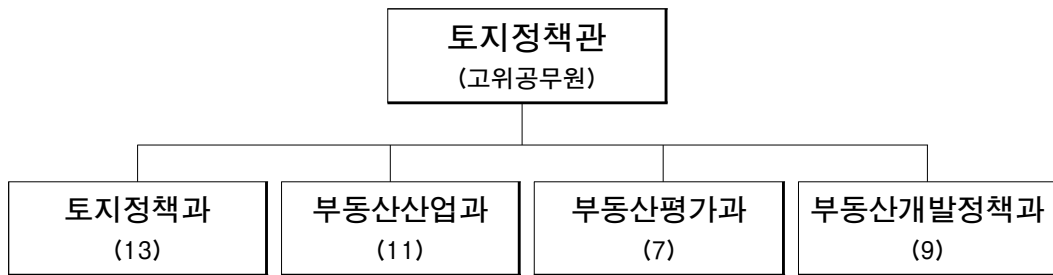 토지정책관
(고위공무원)
토지정책과
(13)
부동산산업과
(11)
부동산평가과
(7)
부동산개발정책과
(9)